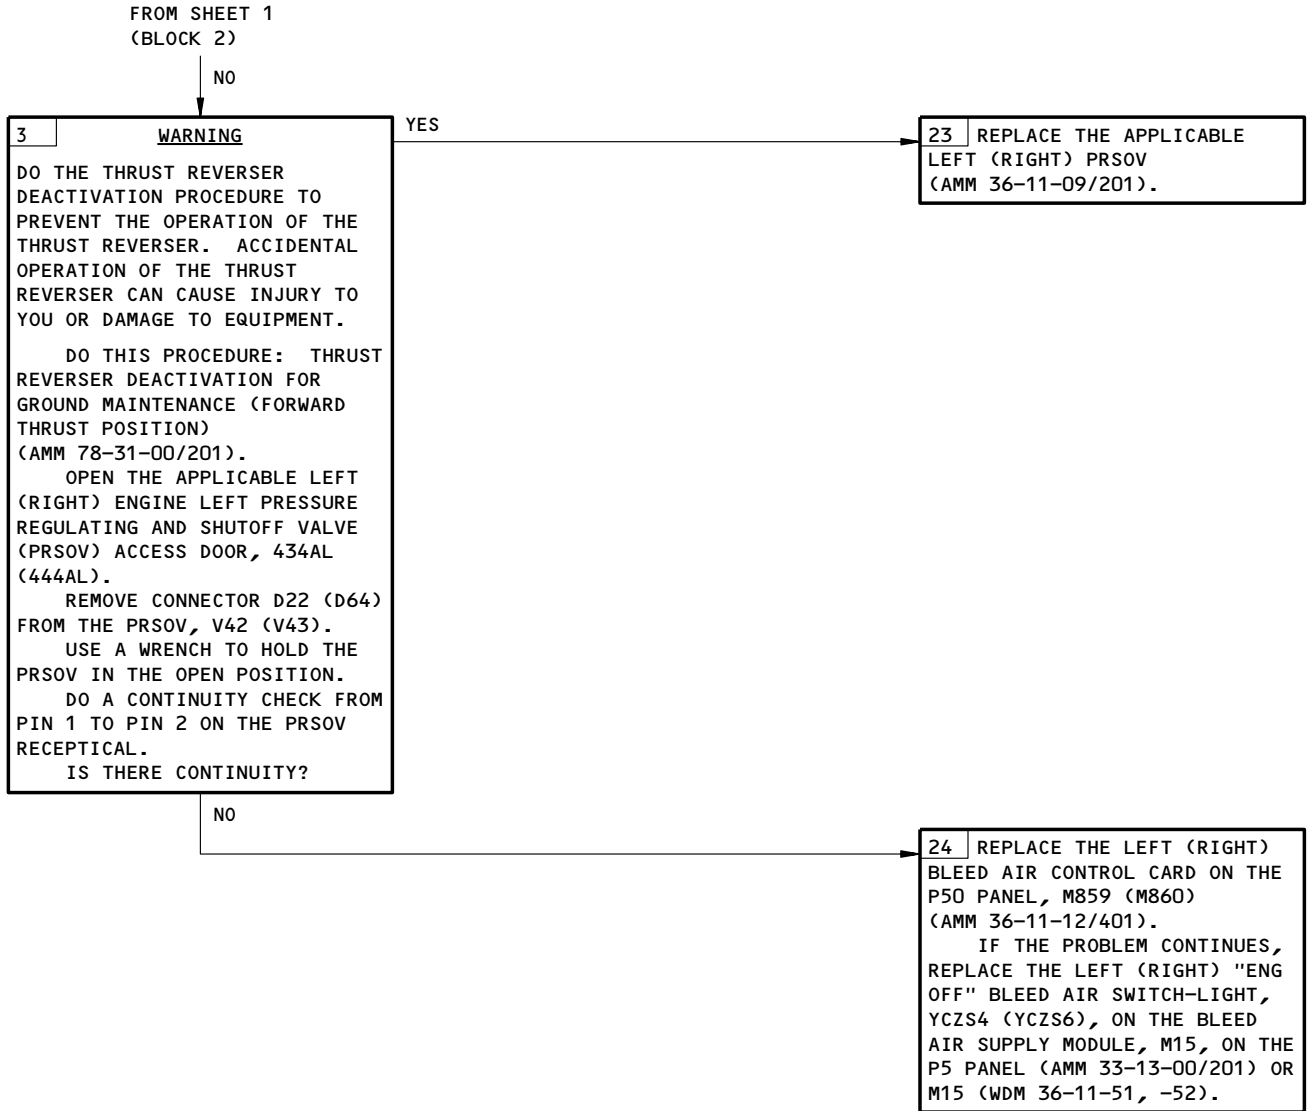 FROM SHEET 1
(BLOCK 2)
NO
3 WARNING
DO THE THRUST REVERSER
DEACTIVATION PROCEDURE TO
PREVENT THE OPERATION OF THE
THRUST REVERSER. ACCIDENTAL
OPERATION OF THE THRUST
REVERSER CAN CAUSE INJURY TO
YOU OR DAMAGE TO EQUIPMENT.
DO THIS PROCEDURE: THRUST
REVERSER DEACTIVATION FOR
GROUND MAINTENANCE (FORWARD
THRUST POSITION)
(AMM 78-31-00/201).
OPEN THE APPLICABLE LEFT
(RIGHT) ENGINE LEFT PRESSURE
REGULATING AND SHUTOFF VALVE
(PRSOV) ACCESS DOOR, 434AL
(444AL).
REMOVE CONNECTOR D22 (D64)
FROM THE PRSOV, V42 (V43).
USE A WRENCH TO HOLD THE
PRSOV IN THE OPEN POSITION.
DO A CONTINUITY CHECK FROM
PIN 1 TO PIN 2 ON THE PRSOV
RECEPTICAL.
IS THERE CONTINUITY?
YES
23 REPLACE THE APPLICABLE
LEFT (RIGHT) PRSOV
(AMM 36-11-09/201).
NO
24 REPLACE THE LEFT (RIGHT)
BLEED AIR CONTROL CARD ON THE
P50 PANEL, M859 (M860)
(AMM 36-11-12/401).
IF THE PROBLEM CONTINUES,
REPLACE THE LEFT (RIGHT) "ENG
OFF" BLEED AIR SWITCH-LIGHT,
YCZS4 (YCZS6), ON THE BLEED
AIR SUPPLY MODULE, M15, ON THE
P5 PANEL (AMM 33-13-00/201) OR
M15 (WDM 36-11-51, -52).